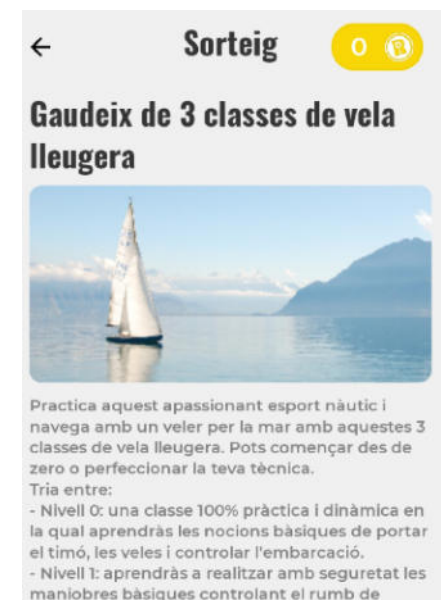 Sorteig
0
Gaudeix de 3 classes de vela
lleugera
Practica aquest apassionant esport nàutic i
navega amb un veler per la mar amb aquestes 3
classes de vela lleugera. Pots començar des de
zero o perfeccionar la teva tècnica.
Tria entre:
- Nivell 0: una classe 100% pràctica i dinàmica en
la qual aprendràs les nocions bàsiques de portar
el timó, les veles i controlar l'embarcació.
- Nivell 1: aprendràs a realitzar amb seguretat les
maniobres bàsiques controlant el rumb de